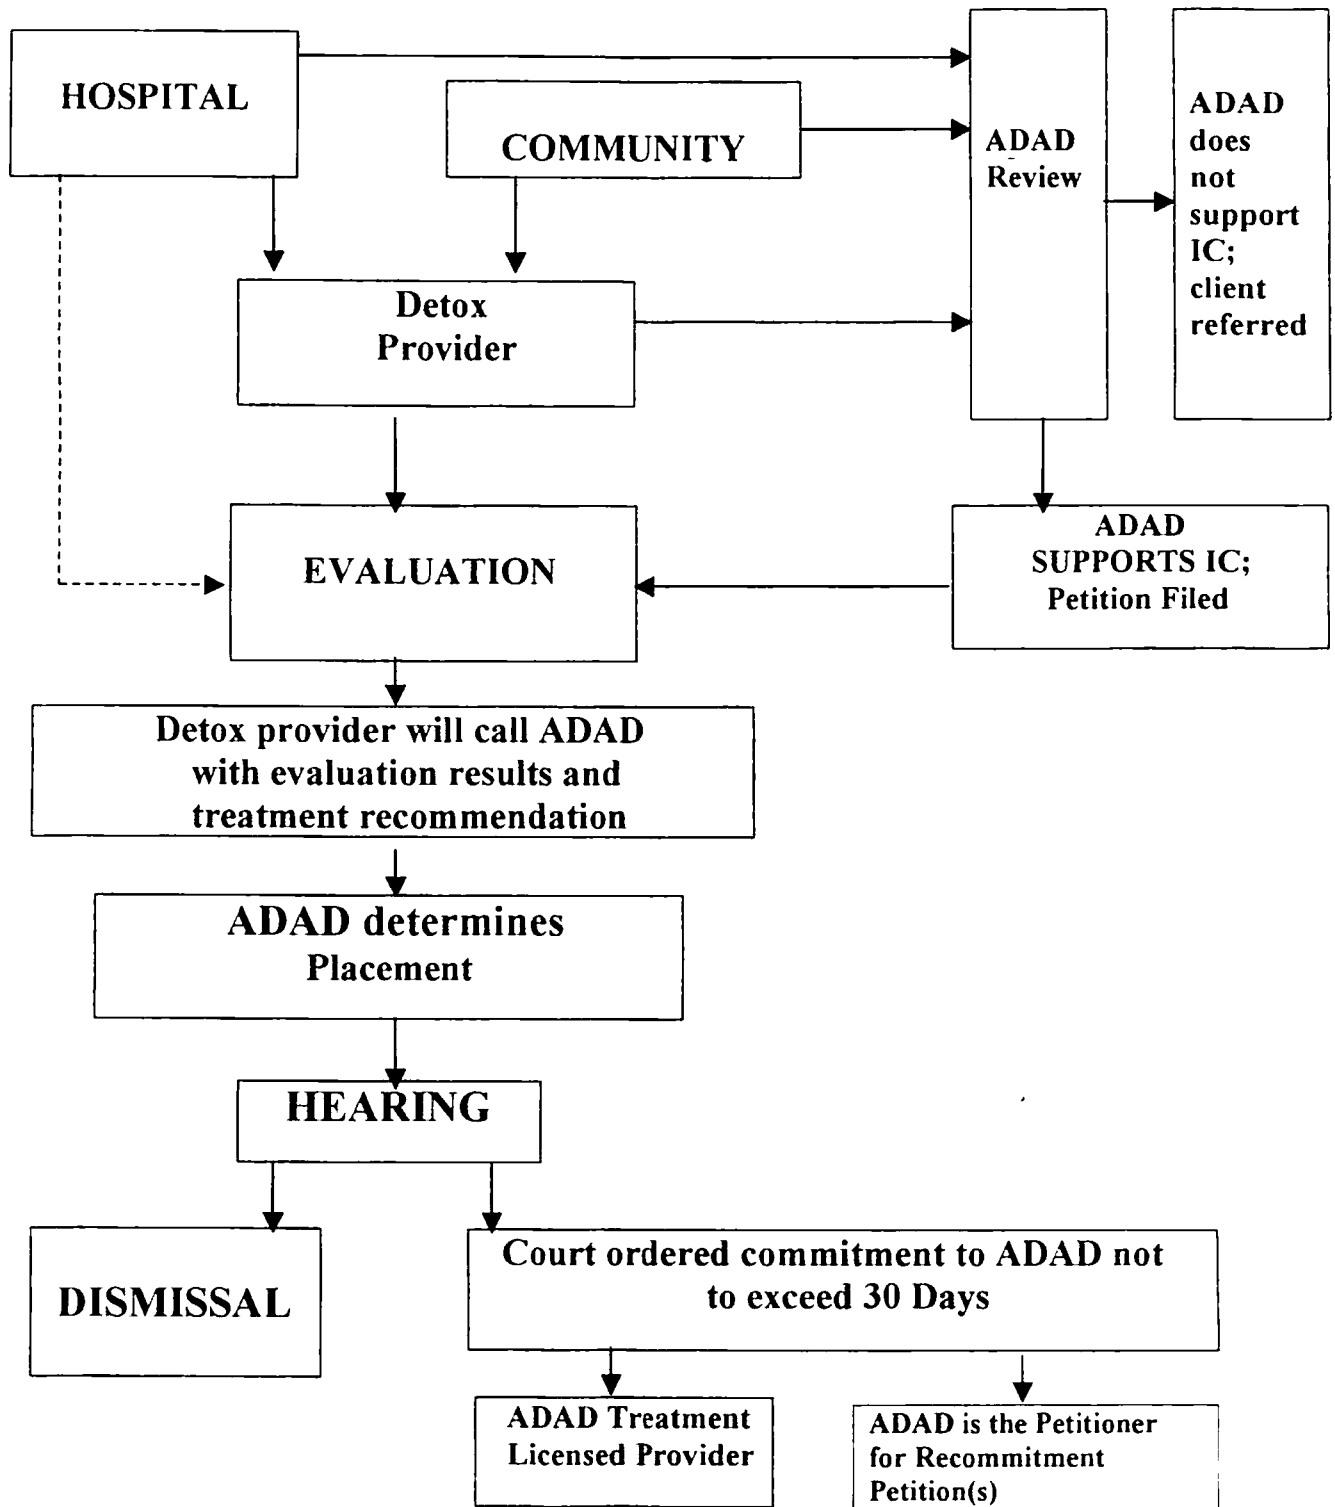 HOSPITAL
COMMUNITY
ADAD
Review
ADAD
does
not
support
IC;
client
referred
Detox
Provider
EVALUATION
ADAD
SUPPORTS IC;
Petition Filed
Detox provider will call ADAD
with evaluation results and
treatment recommendation
ADAD determines
Placement
HEARING
DISMISSAL
Court ordered commitment to ADAD not
to exceed 30 Days
ADAD Treatment
Licensed Provider
ADAD is the Petitioner
for Recommitment
Petition(s)